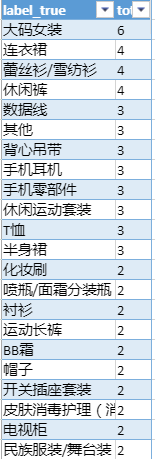 label_true tot
大码女装 6
连衣裙 4
蕾丝衫/雪纺衫 4
休闲裤 4
数据线 3
其他 3
背心吊带 3
手机耳机 3
手机零部件 3
休闲运动套装 3
T恤 3
半身裙 3
化妆刷 2
喷瓶/面霜分装瓶 2
衬衫 2
运动长裤 2
BB霜 2
帽子 2
开关插座套装 2
皮肤消毒护理（消 2
电视柜 2
民族服装/舞台装 2